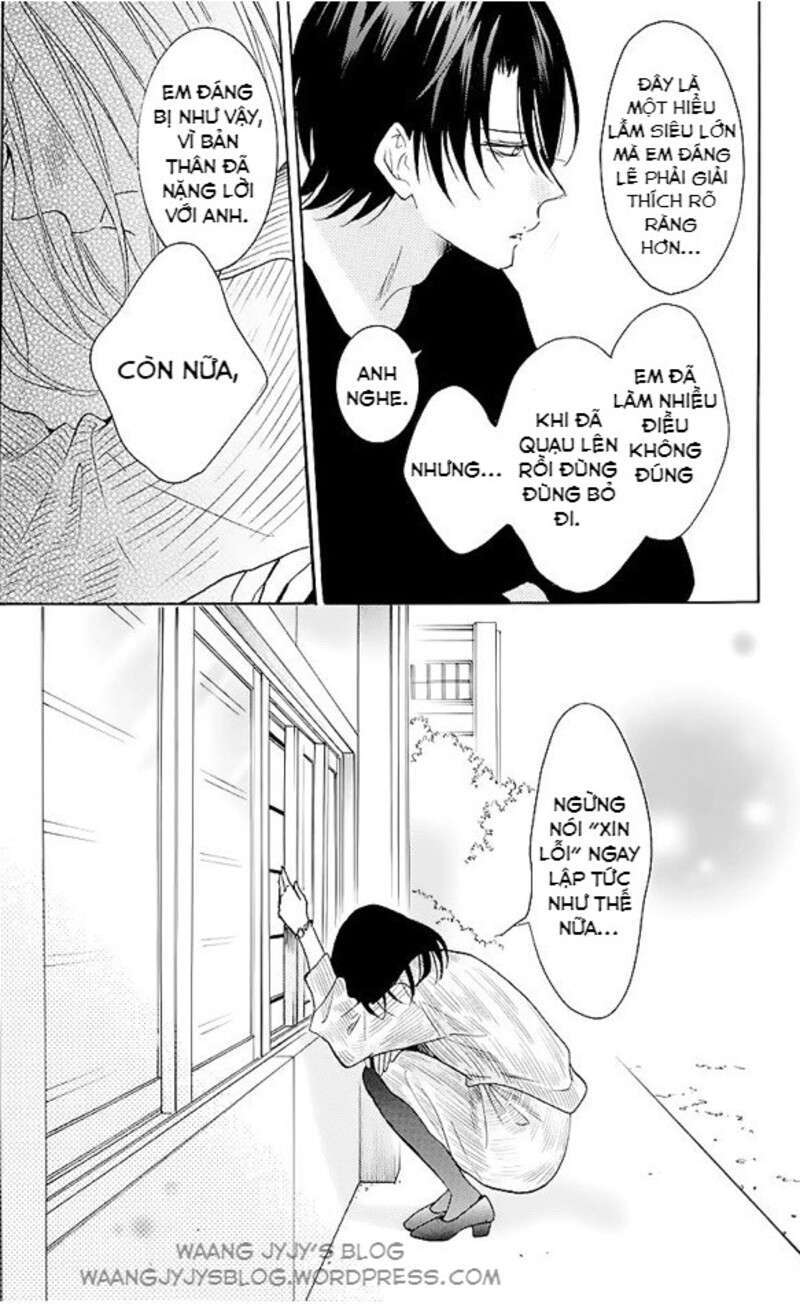 ĐÂY LÀ
MỘT HIỂU
LẦM SIÊU LỚN
MÀ EM ĐÁNG
LẼ PHẢI GIẢI
THÍCH RÕ
RÀNG
HƠN...
EM ĐÃ
LÀM NHIỀU
ĐIỀU
KHÔNG
ĐÚNG
KHI ĐÃ
QUẠU LÊN
RỒI ĐÙNG
ĐÙNG BỎ
ĐI.
NHƯNG...
ANH
NGHE.
EM ĐÁNG
BỊ NHƯ VẬY,
VÌ BẢN
THÂN ĐÃ
NẶNG LỜI
VỚI ANH.
CÒN NỮA,
NGỪNG
NÓI "XIN
LỖI" NGAY
LẬP TỨC
NHƯ THẾ
NỮA...
WAANG JYJY'S BLOG
WAANGJYJYSBLOG.WORDPRESS.COM